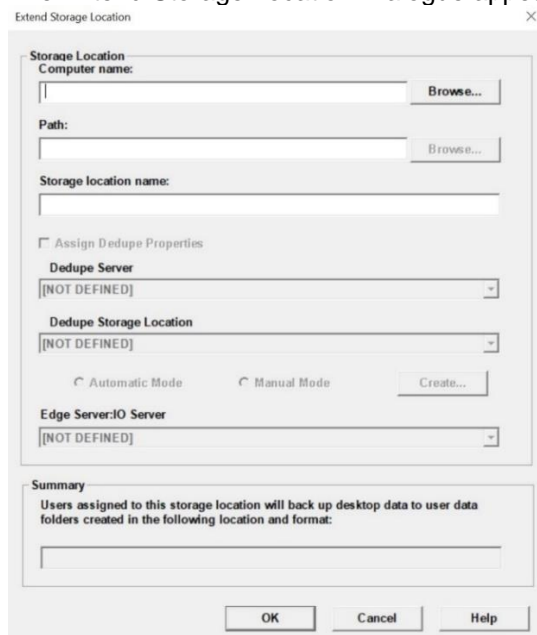 Extend Storage Location
Storage Location
Computer name:
Browse...
Path:
Browse...
Storage location name:
Assign Dedupe Properties
Dedupe Server
[NOT DEFINED]
Dedupe Storage Location
[NOT DEFINED]
Automatic Mode Manual Mode Create...
Edge Server:IO Server
[NOT DEFINED]
Summary
Users assigned to this storage location will back up desktop data to user data
folders created in the following location and format:
OK Cancel Help